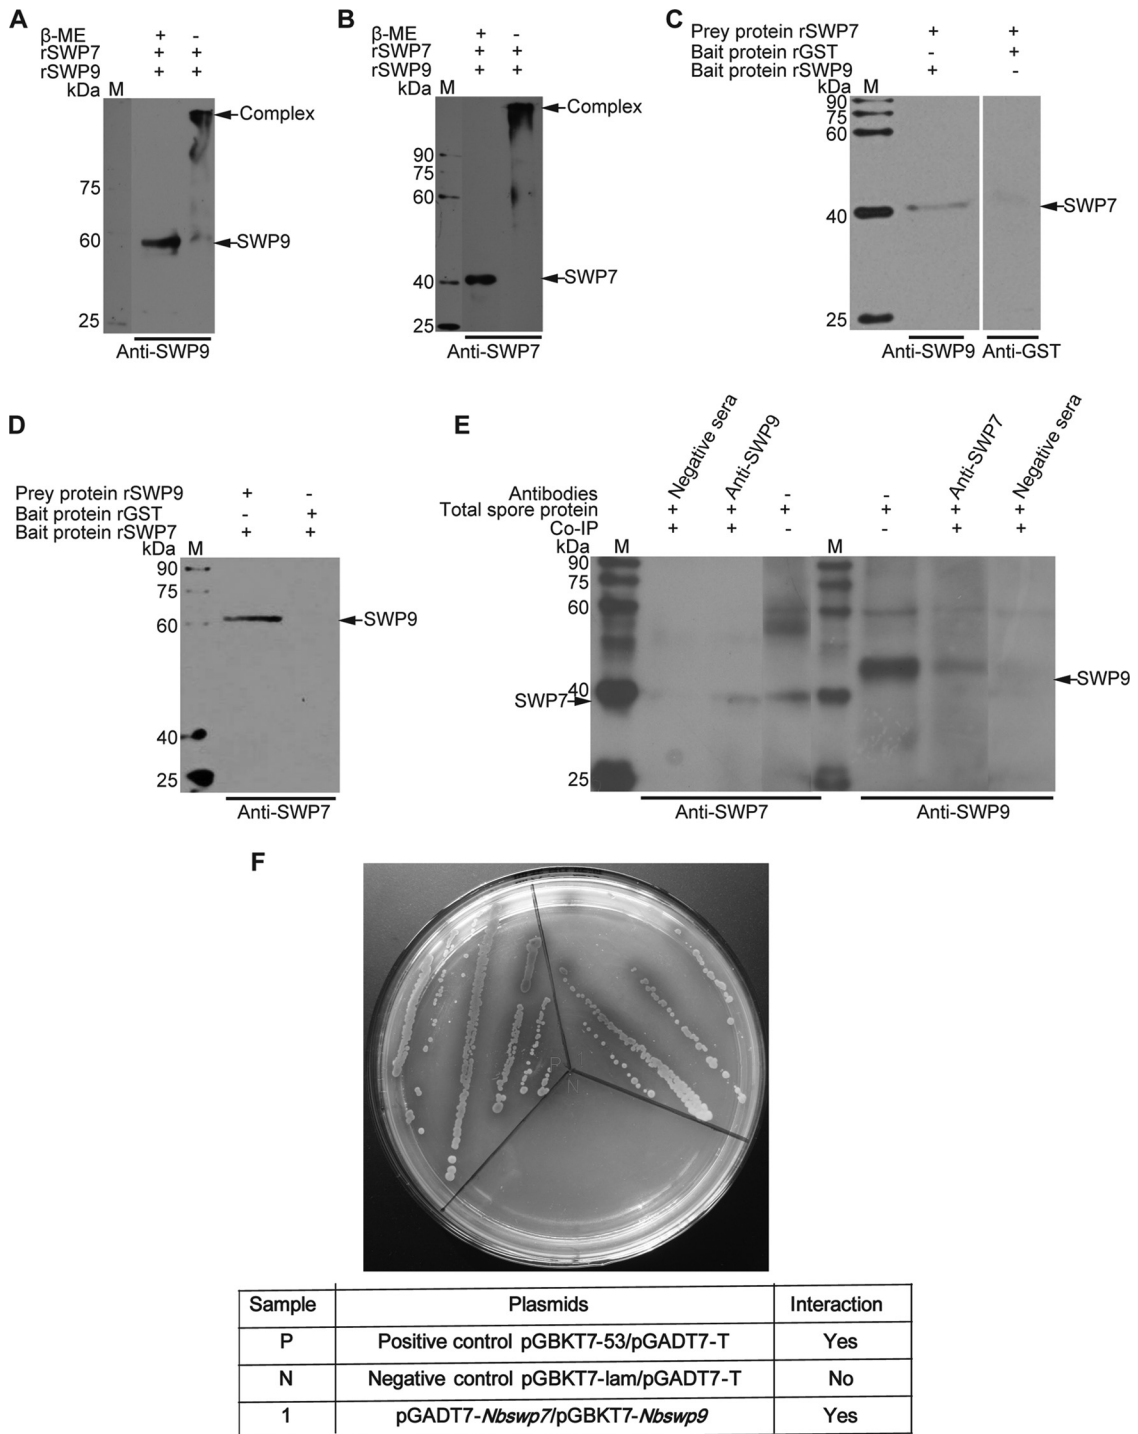 A
β-ME + -
rSWP7 + +
rSWP9 + +
kDa M
Complex
75
60 SWP9
25
Anti-SWP9
B
β-ME + -
rSWP7 + +
rSWP9 + +
kDa M
Complex
90
75
60
40 SWP7
25
Anti-SWP7
C
Prey protein rSWP7 + +
Bait protein rGST - +
Bait protein rSWP9 + -
kDa M
90
75
60
40 SWP7
25
Anti-SWP9 Anti-GST
D
Prey protein rSWP9 + -
Bait protein rGST - +
Bait protein rSWP7 + +
kDa M
90
75
60 SWP9
40
25
Anti-SWP7
E
Negative sera Anti-SWP9 Anti-SWP7 Negative sera
Antibodies - -
Total spore protein + + + + + +
Co-IP + + - - + +
kDa M M
90
75
60
40
SWP7 SWP9
25
Anti-SWP7 Anti-SWP9
F
P 1
N
Sample Plasmids Interaction
P Positive control pGBKT7-53/pGADT7-T Yes
N Negative control pGBKT7-lam/pGADT7-T No
1 pGADT7-Nbswp7/pGBKT7-Nbswp9 Yes